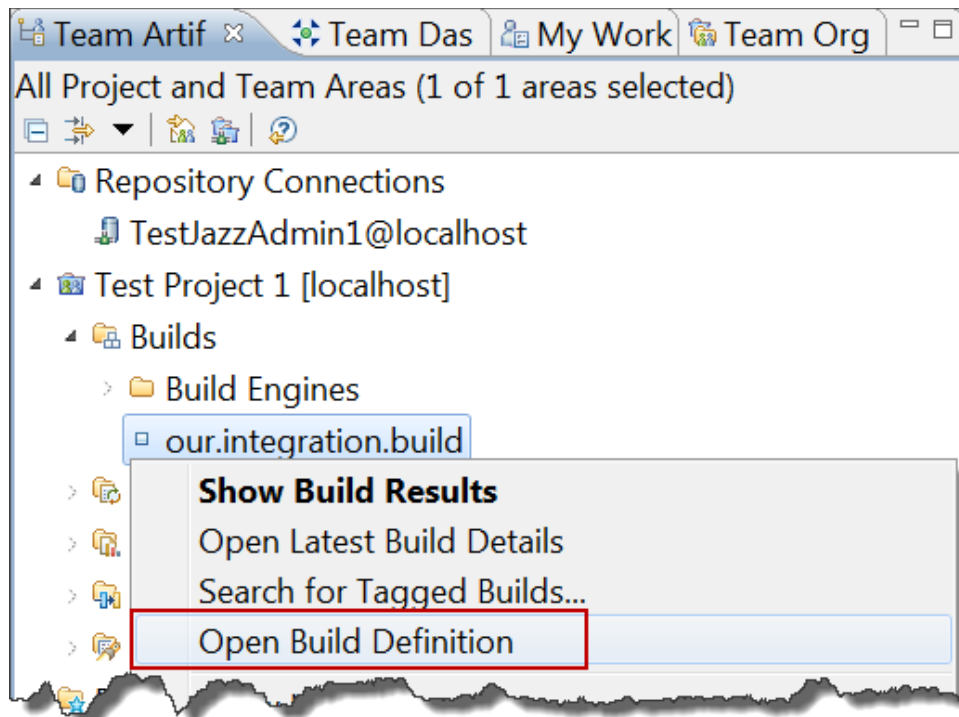 Team Artif Team Das My Work Team Org
All Project and Team Areas (1 of 1 areas selected)
Repository Connections
TestJazzAdmin1@localhost
Test Project 1 [localhost]
Builds
Build Engines
our.integration.build
Show Build Results
Open Latest Build Details
Search for Tagged Builds...
Open Build Definition